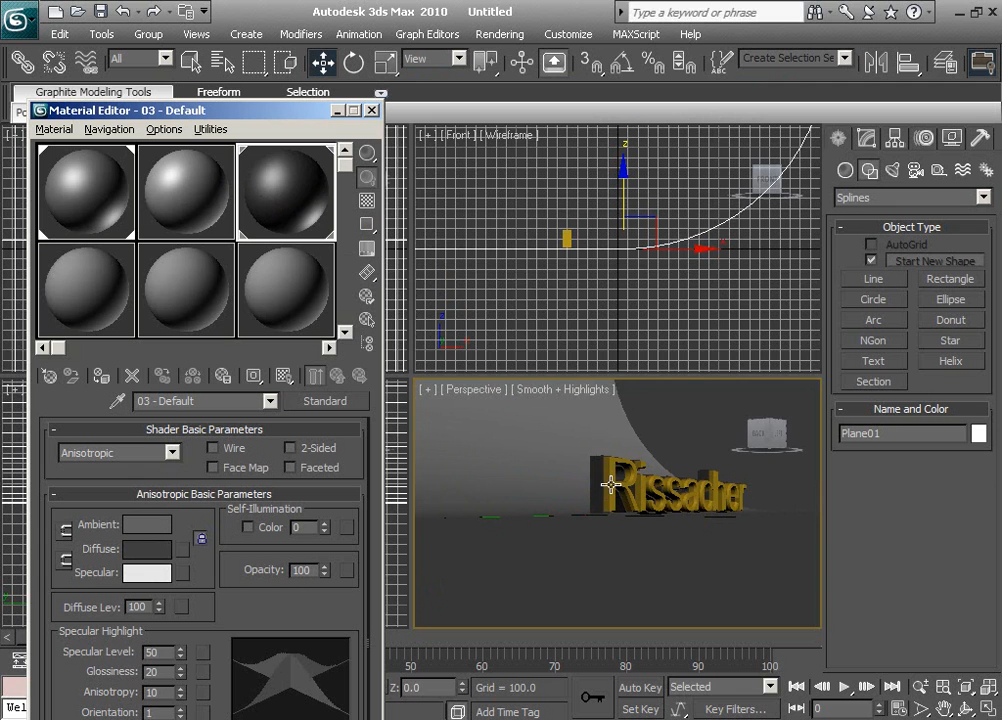 Autodesk 3ds Max 2010 Untitled
Type a keyword or phrase
Edit Tools Group Views Create Modifiers Animation Graph Editors Rendering Customize MAXScript Help
All
View
Create Selection Se
Graphite Modeling Tools Freeform Selection
Material Editor - 03 - Default
Material Navigation Options Utilities
03 - Default
Standard
Shader Basic Parameters
Anisotropic
Wire
2-Sided
Face Map
Faceted
Anisotropic Basic Parameters
Ambient:
Diffuse:
Specular:
Self-Illumination
Color 0
Opacity: 100
Diffuse Lev: 100
Specular Highlight
Specular Level: 50
Glossiness: 20
Anisotropy: 10
Orientation: 1
[ + ] [ Front ] [ Wireframe ]
z
[ + ] [ Perspective ] [ Smooth + Highlights ]
Rissacher
Splines
Object Type
AutoGrid
Start New Shape
Line Rectangle
Circle Ellipse
Arc Donut
NGon Star
Text Helix
Section
Name and Color
Plane01
50 60 70 80 90 100
Z: 0.0
Grid = 100.0
Add Time Tag
Auto Key
Selected
Set Key
Key Filters...
0
Wel